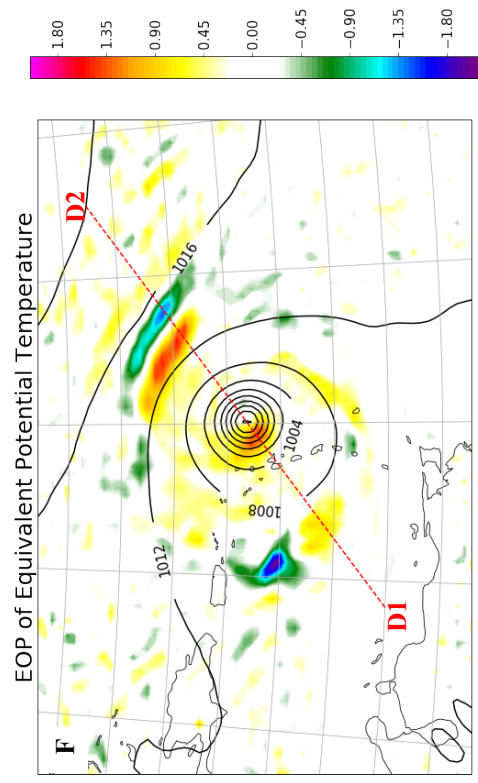 1.80 1.35 0.90 0.45 0.00 −0.45 −0.90 −1.35 −1.80
EOP of Equivalent Potential Temperature
D2
1016
1004
1008
1012
D1
F